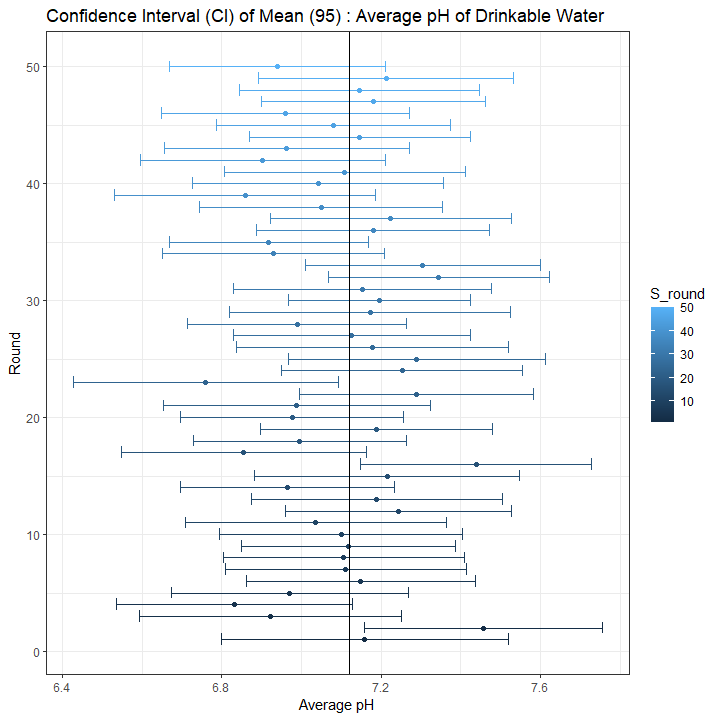 Confidence Interval (CI) of Mean (95) : Average pH of Drinkable Water
50
40
30
20
10
0
Round
6.4 6.8 7.2 7.6
Average pH
S_round
50
40
30
20
10